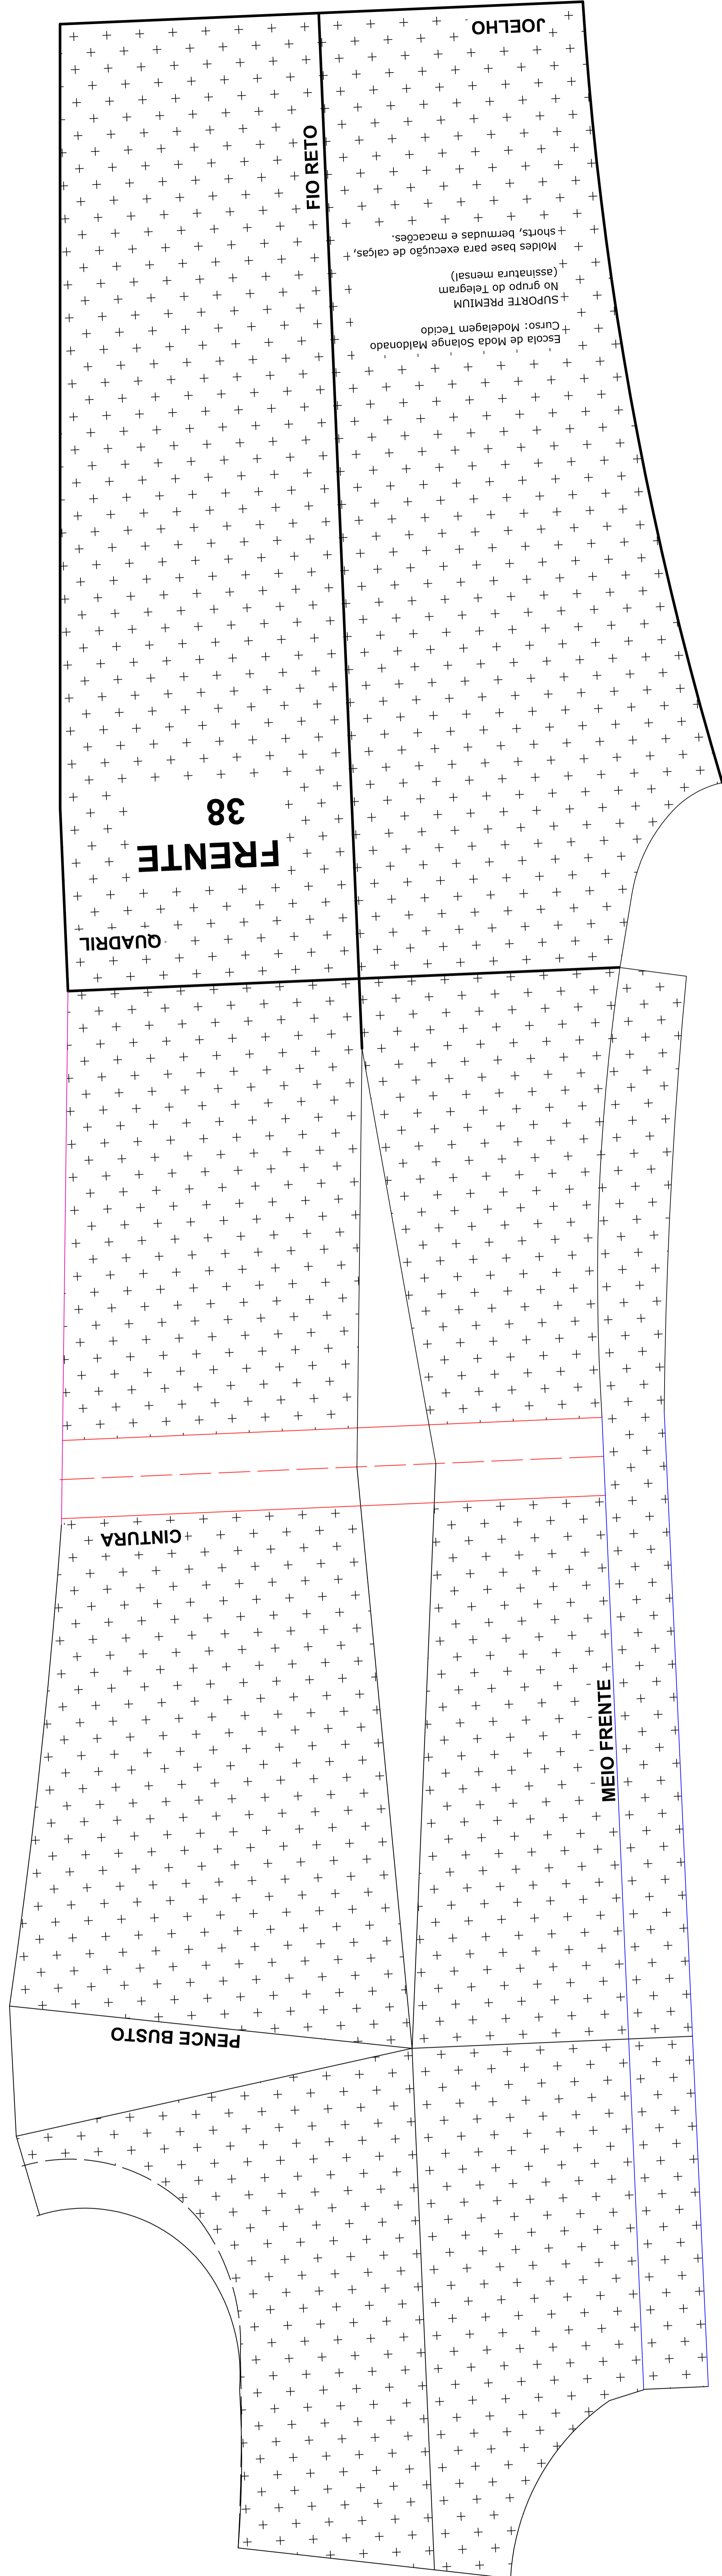 JOELHO
FIO RETO
Escola de Moda Solange Maldonado
Curso: Modelagem Tecido
SUPORTE PREMIUM
No grupo do Telegram
(assinatura mensal)
Moldes base para execução de calças,
shorts, bermudas e macacões.
FRENTE
38
QUADRIL
CINTURA
MEIO FRENTE
PENCE BUSTO